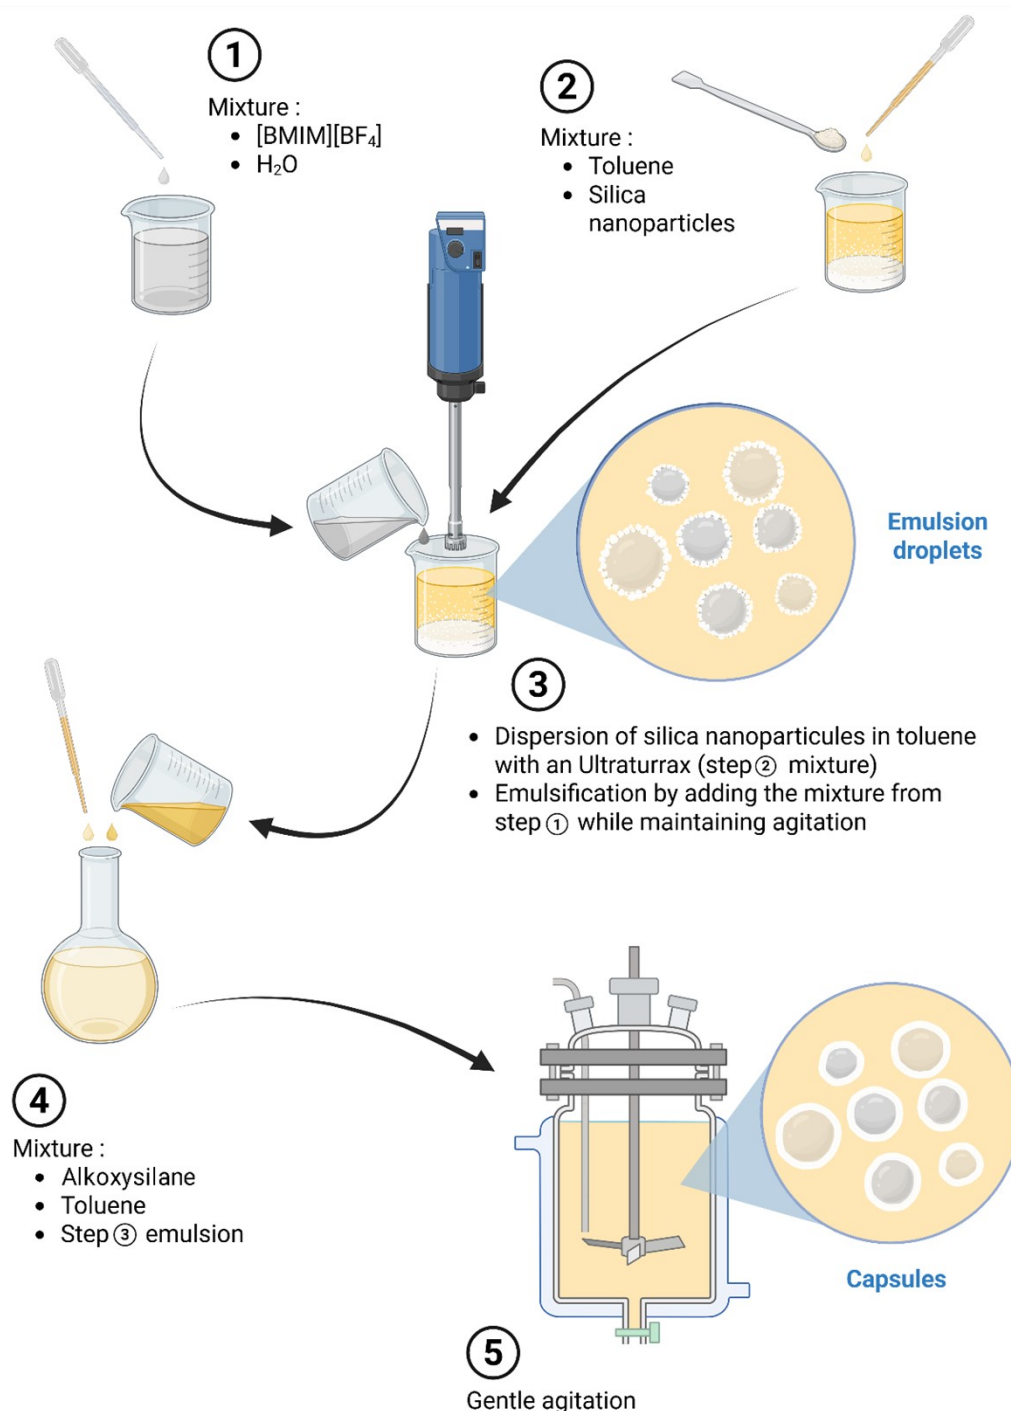 1
Mixture :
• [BMIM][BF₄]
• H₂O
2
Mixture :
• Toluene
• Silica
nanoparticles
Emulsion
droplets
3
• Dispersion of silica nanoparticules in toluene
with an Ultraturrax (step ② mixture)
• Emulsification by adding the mixture from
step ① while maintaining agitation
4
Mixture :
• Alkoxysilane
• Toluene
• Step ③ emulsion
Capsules
5
Gentle agitation